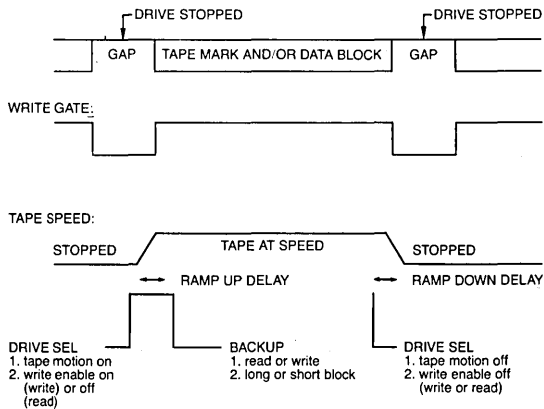 DRIVE STOPPED
DRIVE STOPPED
GAP
TAPE MARK AND/OR DATA BLOCK
GAP
WRITE GATE:
TAPE SPEED:
STOPPED
TAPE AT SPEED
STOPPED
RAMP UP DELAY
RAMP DOWN DELAY
DRIVE SEL
1. tape motion on
2. write enable on
(write) or off
(read)
BACKUP
1. read or write
2. long or short block
DRIVE SEL
1. tape motion off
2. write enable off
(write or read)